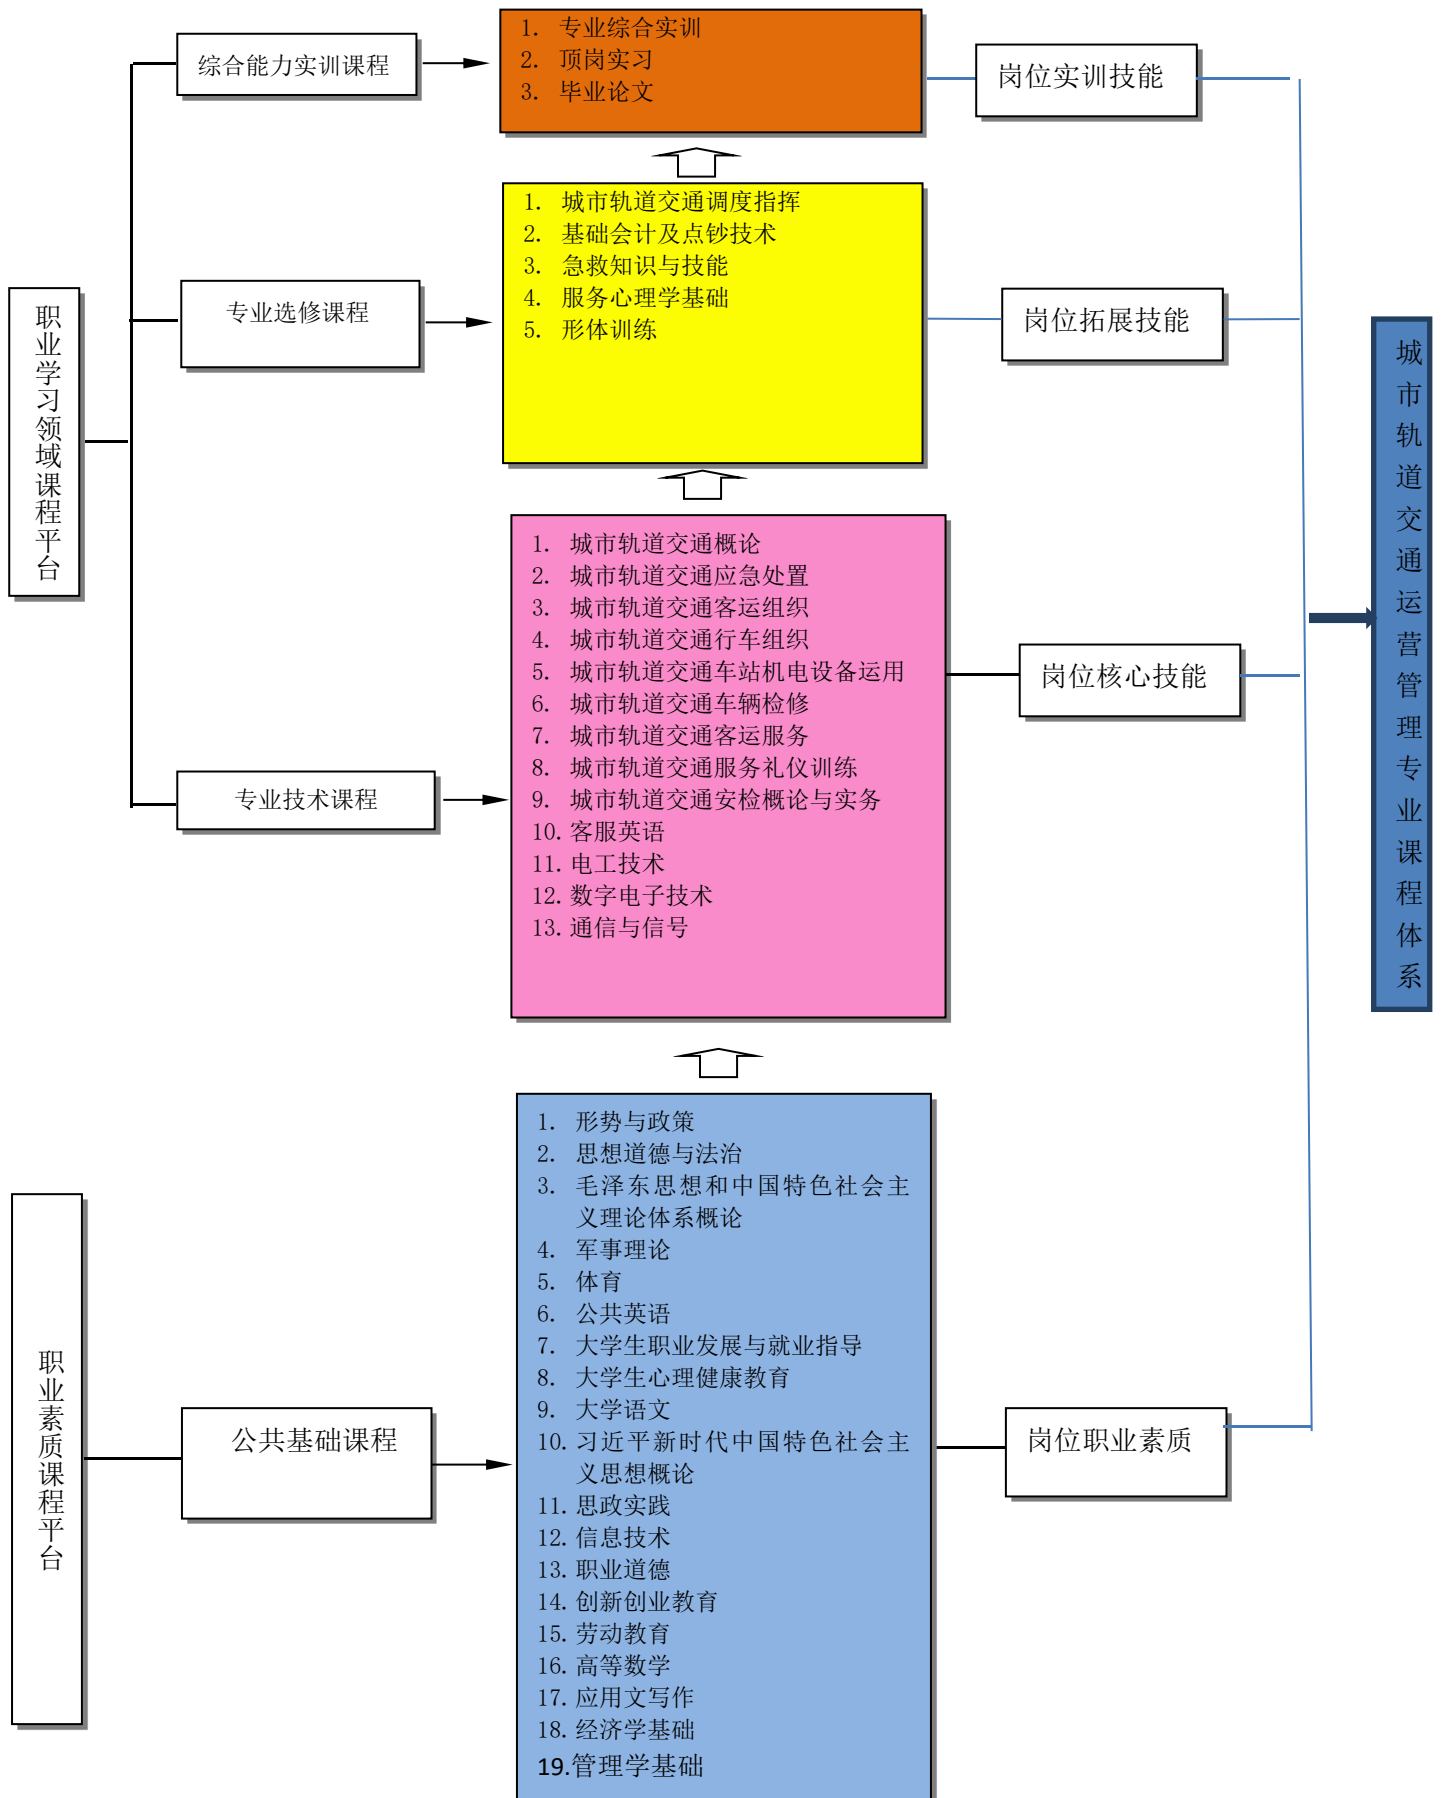 综合能力实训课程
1. 专业综合实训
2. 顶岗实习
3. 毕业论文
岗位实训技能
职业学习领域课程平台
专业选修课程
1. 城市轨道交通调度指挥
2. 基础会计及点钞技术
3. 急救知识与技能
4. 服务心理学基础
5. 形体训练
岗位拓展技能
城市轨道交通运营管理专业课程体系
专业技术课程
1. 城市轨道交通概论
2. 城市轨道交通应急处置
3. 城市轨道交通客运组织
4. 城市轨道交通行车组织
5. 城市轨道交通车站机电设备运用
6. 城市轨道交通车辆检修
7. 城市轨道交通客运服务
8. 城市轨道交通服务礼仪训练
9. 城市轨道交通安检概论与实务
10. 客服英语
11. 电工技术
12. 数字电子技术
13. 通信与信号
岗位核心技能
职业素质课程平台
公共基础课程
1. 形势与政策
2. 思想道德与法治
3. 毛泽东思想和中国特色社会主
义理论体系概论
4. 军事理论
5. 体育
6. 公共英语
7. 大学生职业发展与就业指导
8. 大学生心理健康教育
9. 大学语文
10. 习近平新时代中国特色社会主
义思想概论
11. 思政实践
12. 信息技术
13. 职业道德
14. 创新创业教育
15. 劳动教育
16. 高等数学
17. 应用文写作
18. 经济学基础
19.管理学基础
岗位职业素质